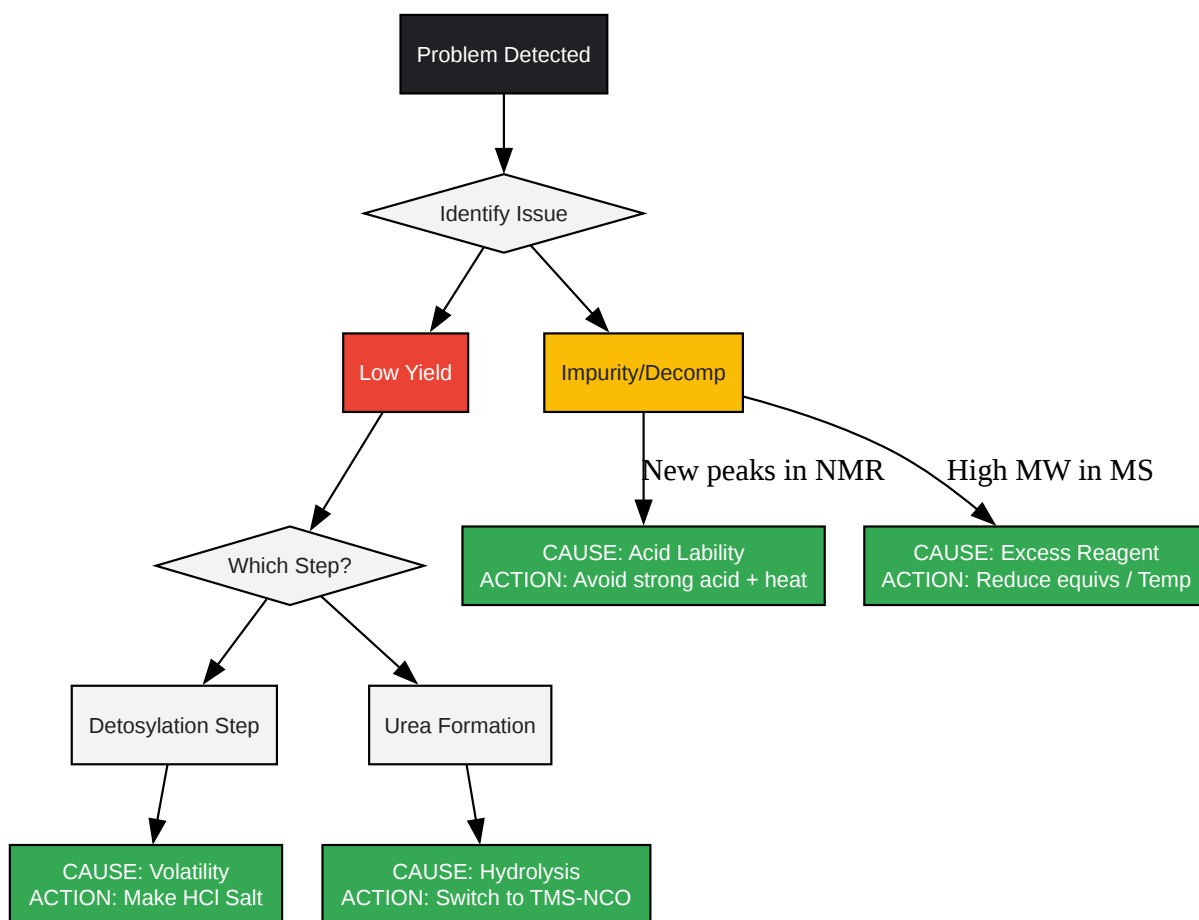 Problem Detected
Identify Issue
Low Yield
Impurity/Decomp
New peaks in NMR
High MW in MS
Which Step?
CAUSE: Acid Lability
ACTION: Avoid strong acid + heat
CAUSE: Excess Reagent
ACTION: Reduce equivs / Temp
Detosylation Step
Urea Formation
CAUSE: Volatility
ACTION: Make HCl Salt
CAUSE: Hydrolysis
ACTION: Switch to TMS-NCO